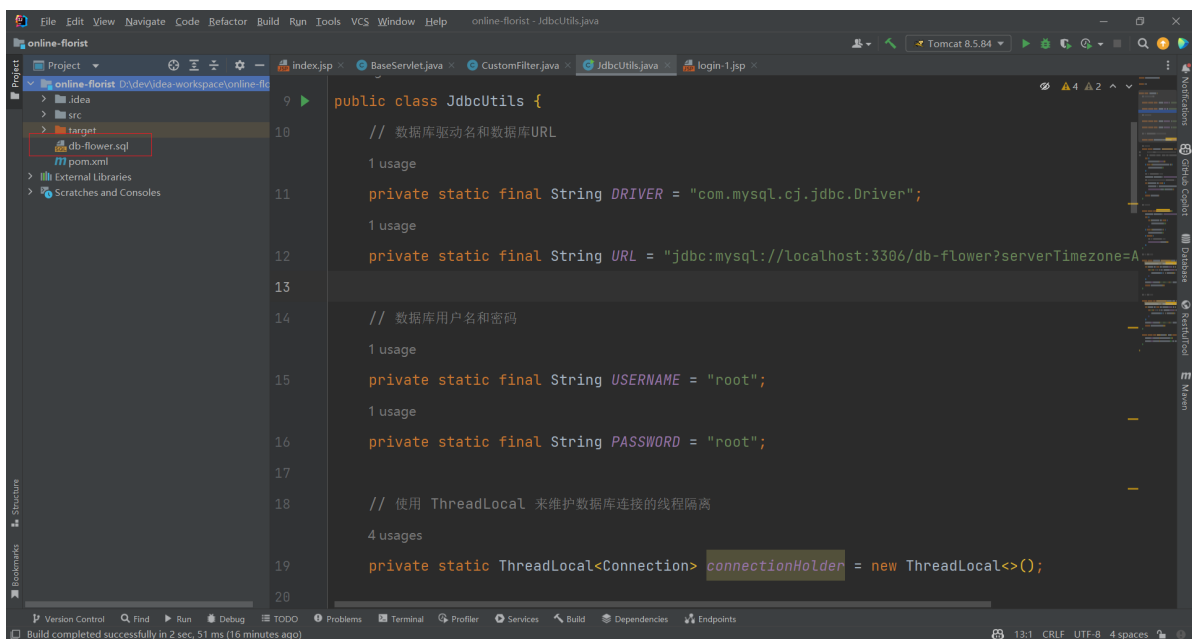 File Edit View Navigate Code Refactor Build Run Tools VCS Window Help online-florist - JdbcUtils.java
online-florist
Tomcat 8.5.84
Project
index.jsp BaseServlet.java CustomFilter.java JdbcUtils.java login-1.jsp
online-florist D:\dev\idea-workspace\online-flo
.idea
src
target
db-flower.sql
pom.xml
External Libraries
Scratches and Consoles
4 2
9 public class JdbcUtils {
10 // 数据库驱动名和数据库URL
1 usage
11 private static final String DRIVER = "com.mysql.cj.jdbc.Driver";
1 usage
12 private static final String URL = "jdbc:mysql://localhost:3306/db-flower?serverTimezone=A
13
14 // 数据库用户名和密码
1 usage
15 private static final String USERNAME = "root";
1 usage
16 private static final String PASSWORD = "root";
17
18 // 使用 ThreadLocal 来维护数据库连接的线程隔离
4 usages
19 private static ThreadLocal<Connection> connectionHolder = new ThreadLocal<>();
20
Project
Structure
Bookmarks
Notifications
GitHub Copilot
Database
RestfulTool
Maven
Version Control Find Run Debug TODO Problems Terminal Profiler Services Build Dependencies Endpoints
Build completed successfully in 2 sec, 51 ms (16 minutes ago) 13:1 CRLF UTF-8 4 spaces